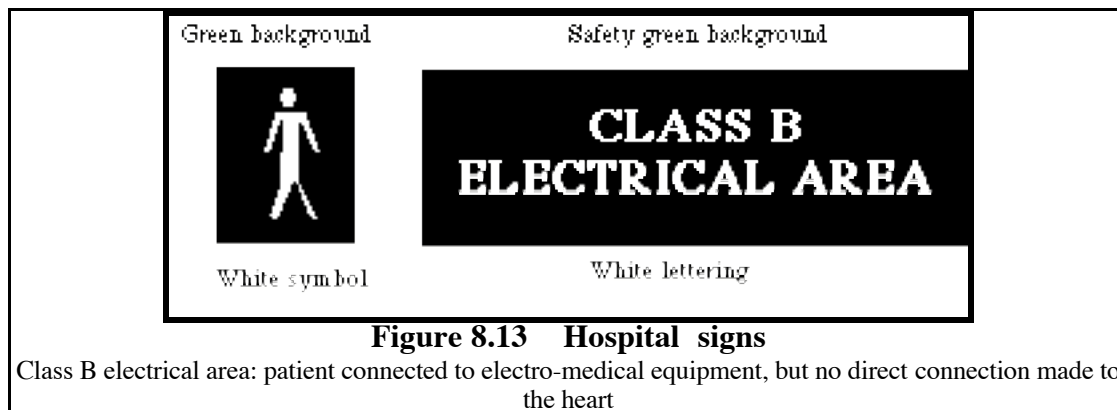 Green background Safety green background
CLASS B
ELECTRICAL AREA
White symbol White lettering
Figure 8.13 Hospital signs
Class B electrical area: patient connected to electro-medical equipment, but no direct connection made to
the heart